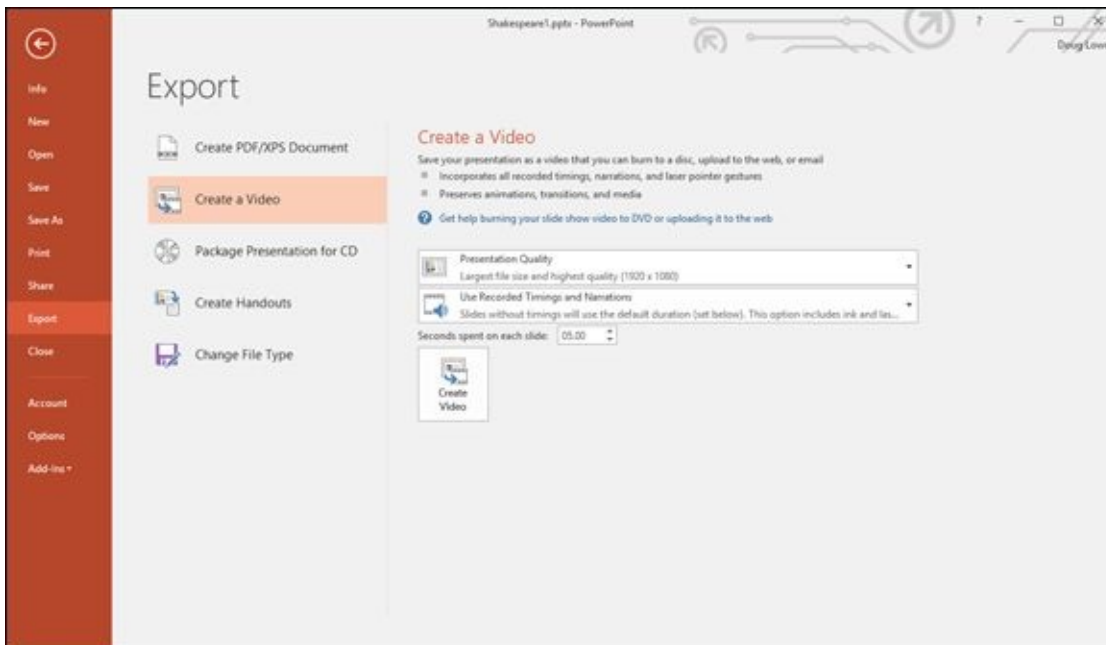 Shakespeare1.pptx - PowerPoint
?
Doug Low
Info
New
Open
Save
Save As
Print
Share
Export
Close
Account
Options
Add-ins
Export
Create PDF/XPS Document
Create a Video
Package Presentation for CD
Create Handouts
Change File Type
Create a Video
Save your presentation as a video that you can burn to a disc, upload to the web, or email
Incorporates all recorded timings, narrations, and laser pointer gestures
Preserves animations, transitions, and media
Get help burning your slide show video to DVD or uploading it to the web
Presentation Quality
Largest file size and highest quality (1920 x 1080)
Use Recorded Timings and Narrations
Slides without timings will use the default duration (set below). This option includes ink and las...
Seconds spent on each slide: 05.00
Create
Video